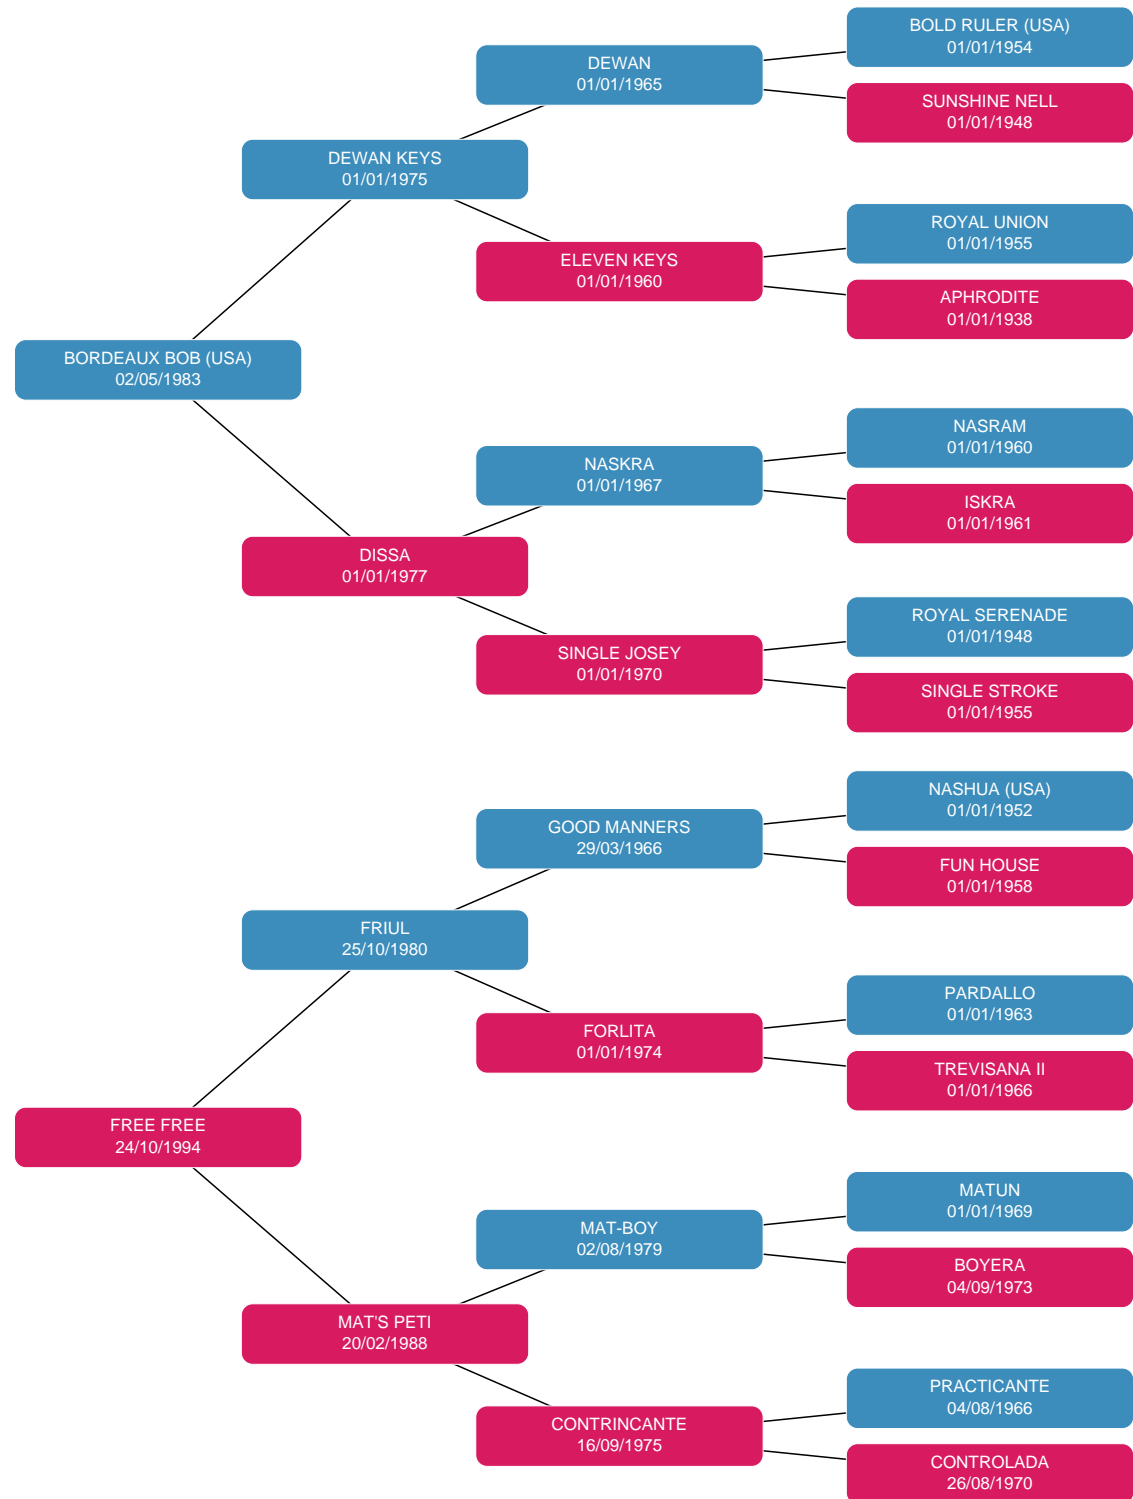 BOLD RULER (USA)
01/01/1954
DEWAN
01/01/1965
SUNSHINE NELL
01/01/1948
DEWAN KEYS
01/01/1975
ROYAL UNION
01/01/1955
ELEVEN KEYS
01/01/1960
APHRODITE
01/01/1938
BORDEAUX BOB (USA)
02/05/1983
NASRAM
01/01/1960
NASKRA
01/01/1967
ISKRA
01/01/1961
DISSA
01/01/1977
ROYAL SERENADE
01/01/1948
SINGLE JOSEY
01/01/1970
SINGLE STROKE
01/01/1955
NASHUA (USA)
01/01/1952
GOOD MANNERS
29/03/1966
FUN HOUSE
01/01/1958
FRIUL
25/10/1980
PARDALLO
01/01/1963
FORLITA
01/01/1974
TREVISANA II
01/01/1966
FREE FREE
24/10/1994
MATUN
01/01/1969
MAT-BOY
02/08/1979
BOYERA
04/09/1973
MAT'S PETI
20/02/1988
PRACTICANTE
04/08/1966
CONTRINCANTE
16/09/1975
CONTROLADA
26/08/1970